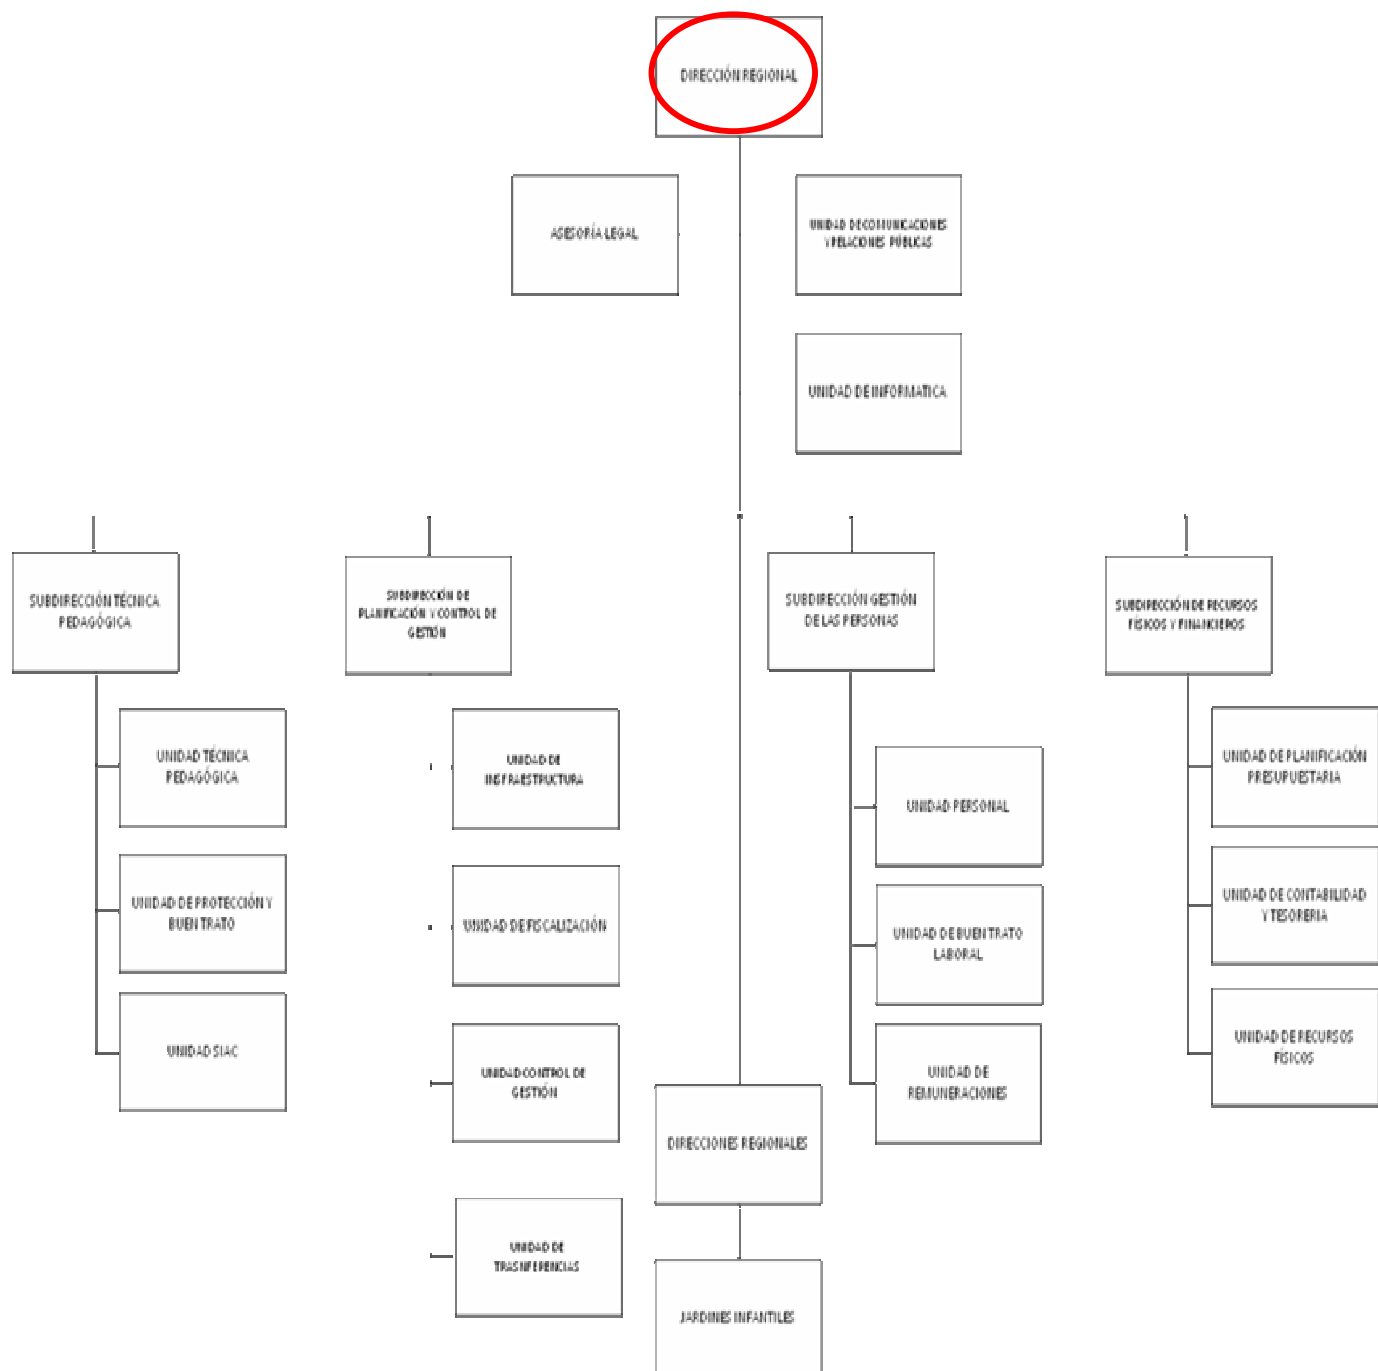 DIRECCIÓN REGIONAL
ASESORÍA LEGAL
UNIDAD DE COMUNICACIONES
Y RELACIONES PÚBLICAS
UNIDAD DE INFORMATICA
SUBDIRECCIÓN TÉCNICA
PEDAGÓGICA
SUBDIRECCIÓN DE
PLANIFICACIÓN Y CONTROL DE
GESTIÓN
SUBDIRECCIÓN GESTIÓN
DE LAS PERSONAS
SUBDIRECCIÓN DE RECURSOS
FÍSICOS Y FINANCIEROS
UNIDAD TÉCNICA
PEDAGÓGICA
UNIDAD DE PROTECCIÓN Y
BUEN TRATO
UNIDAD SIAC
UNIDAD DE
INSFRAESTRUCTURA
UNIDAD DE FISCALIZACIÓN
UNIDAD CONTROL DE
GESTIÓN
UNIDAD DE
TRASNFERENCIAS
DIRECCIONES REGIONALES
JARDINES INFANTILES
UNIDAD PERSONAL
UNIDAD DE BUEN TRATO
LABORAL
UNIDAD DE
REMUNERACIONES
UNIDAD DE PLANIFICACIÓN
PRESUPUESTARIA
UNIDAD DE CONTABILIDAD
Y TESORERIA
UNIDAD DE RECURSOS
FÍSICOS